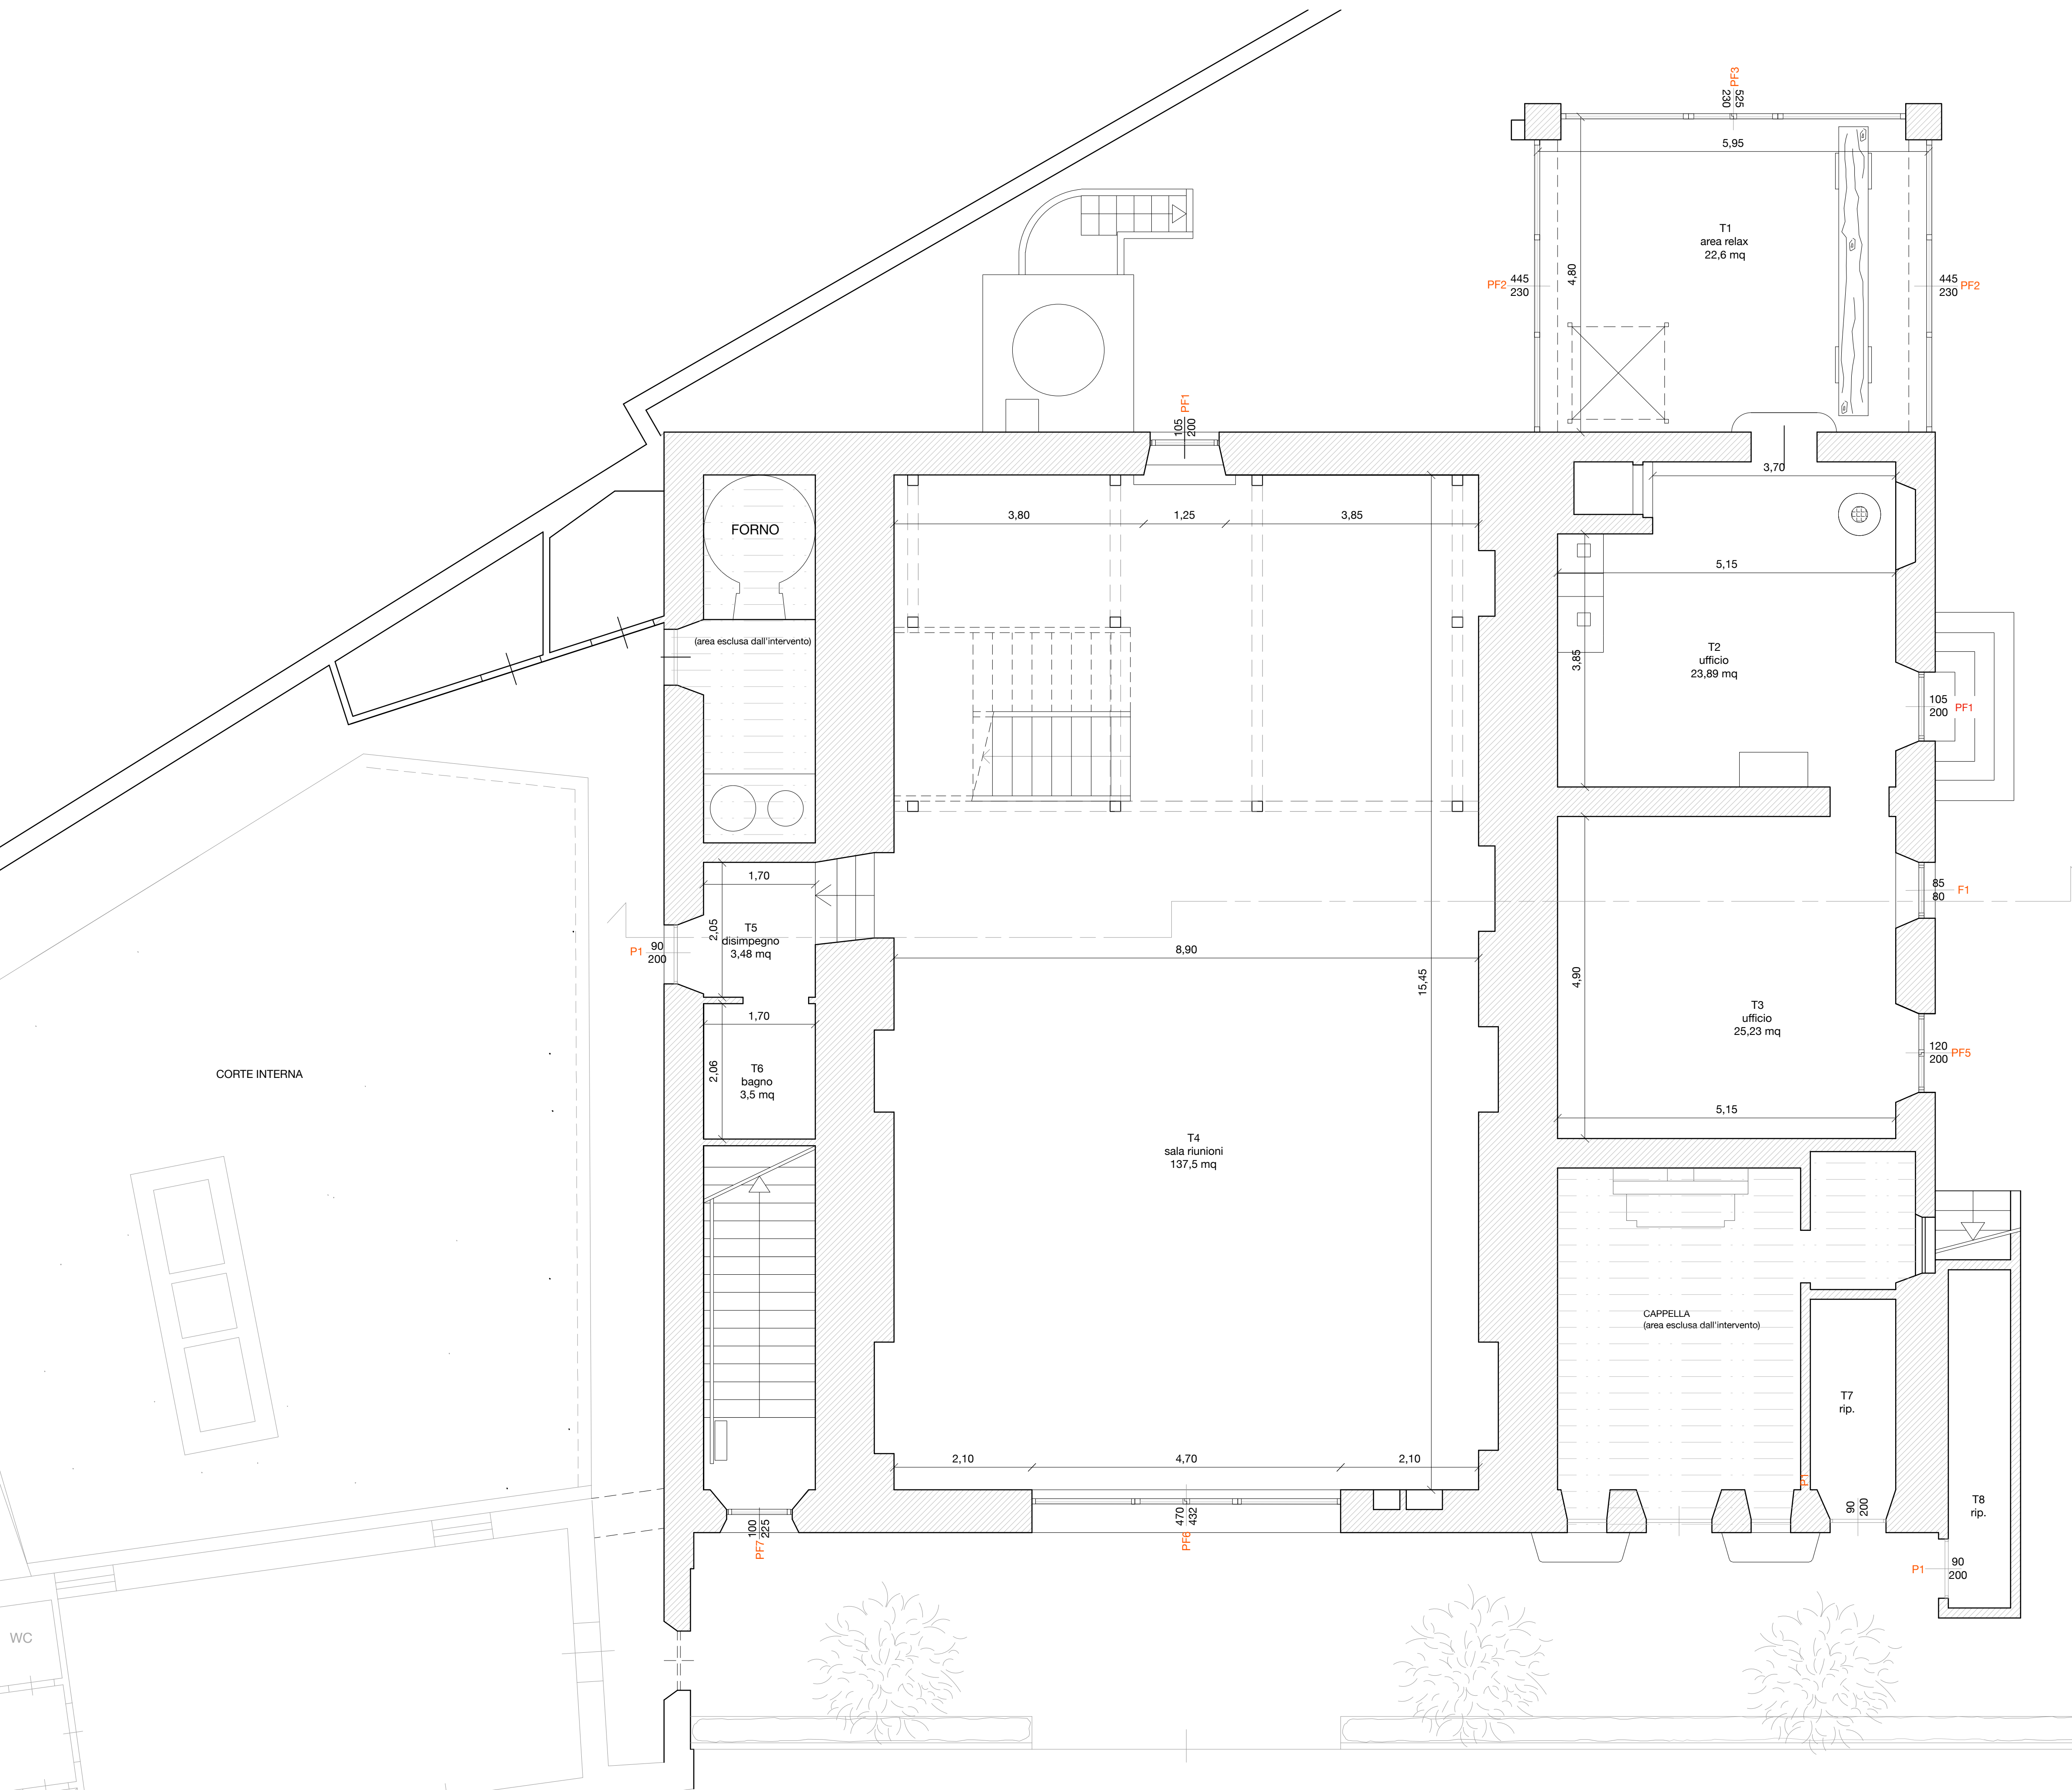 PF3
525
230
5,95
T1
area relax
22,6 mq
4,80
PF2
445
230
445
230
PF2
PF1
105
200
3,70
FORNO
3,80
1,25
3,85
5,15
(area esclusa dall'intervento)
3,85
T2
ufficio
23,89 mq
105
200
PF1
1,70
85
80
F1
2,05
T5
disimpegno
3,48 mq
P1
90
200
8,90
15,45
4,90
T3
ufficio
25,23 mq
1,70
120
200
PF5
CORTE INTERNA
2,06
T6
bagno
3,5 mq
5,15
T4
sala riunioni
137,5 mq
CAPPELLA
(area esclusa dall'intervento)
T7
rip.
2,10
4,70
2,10
P1
90
200
T8
rip.
470
432
PF6
100
225
PF7
P1
90
200
WC